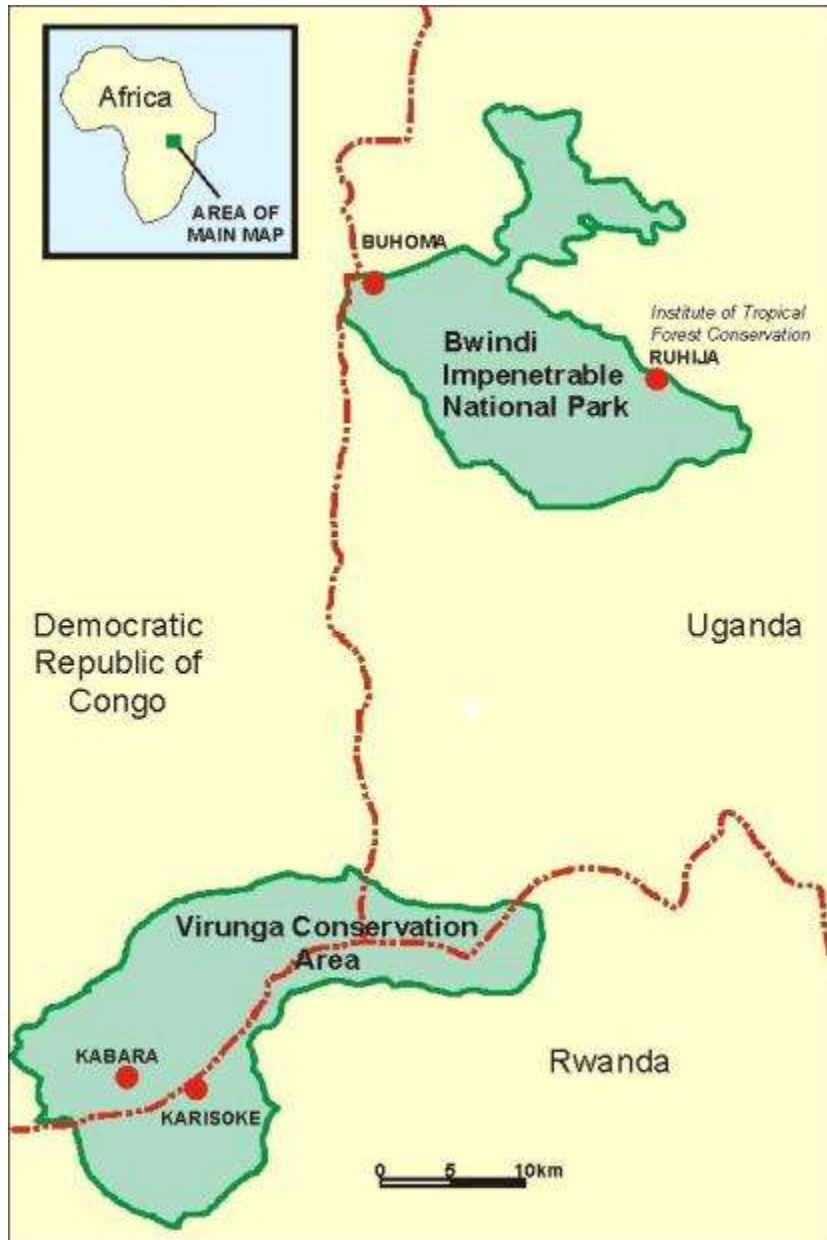 Africa
AREA OF
MAIN MAP
BUHOMA
Institute of Tropical
Forest Conservation
RUHIJA
Bwindi
Impenetrable
National Park
Democratic
Republic of
Congo
Uganda
Virunga Conservation
Area
KABARA
KARISOKE
Rwanda
0 5 10km